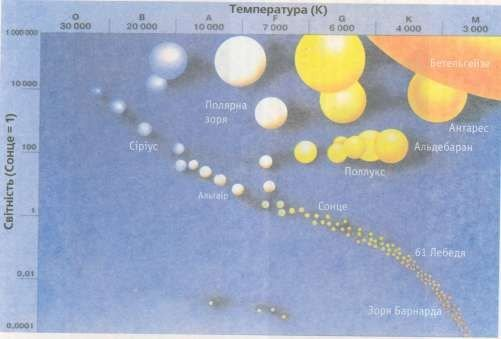 Температура (К)
O B A F G K M
30 000 20 000 10 000 7 000 6 000 4 000 3 000
Світність (Сонце = 1)
1 000 000
10 000
100
1
0,01
0,0001
Бетельгейзе
Полярна
зоря
Антарес
Сіріус
Альдебаран
Поллукс
Альтаїр
Сонце
61 Лебедя
Зоря Барнарда